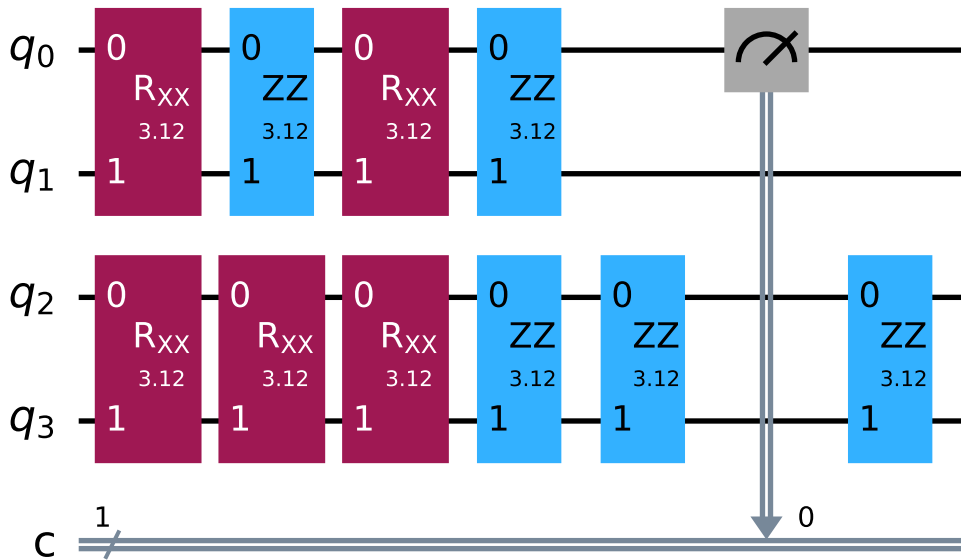 q0 0 0 0 0
RXX ZZ RXX ZZ
3.12 3.12 3.12 3.12
q1 1 1 1 1
q2 0 0 0 0 0 0
RXX RXX RXX ZZ ZZ ZZ
3.12 3.12 3.12 3.12 3.12 3.12
q3 1 1 1 1 1 1
1 0
c